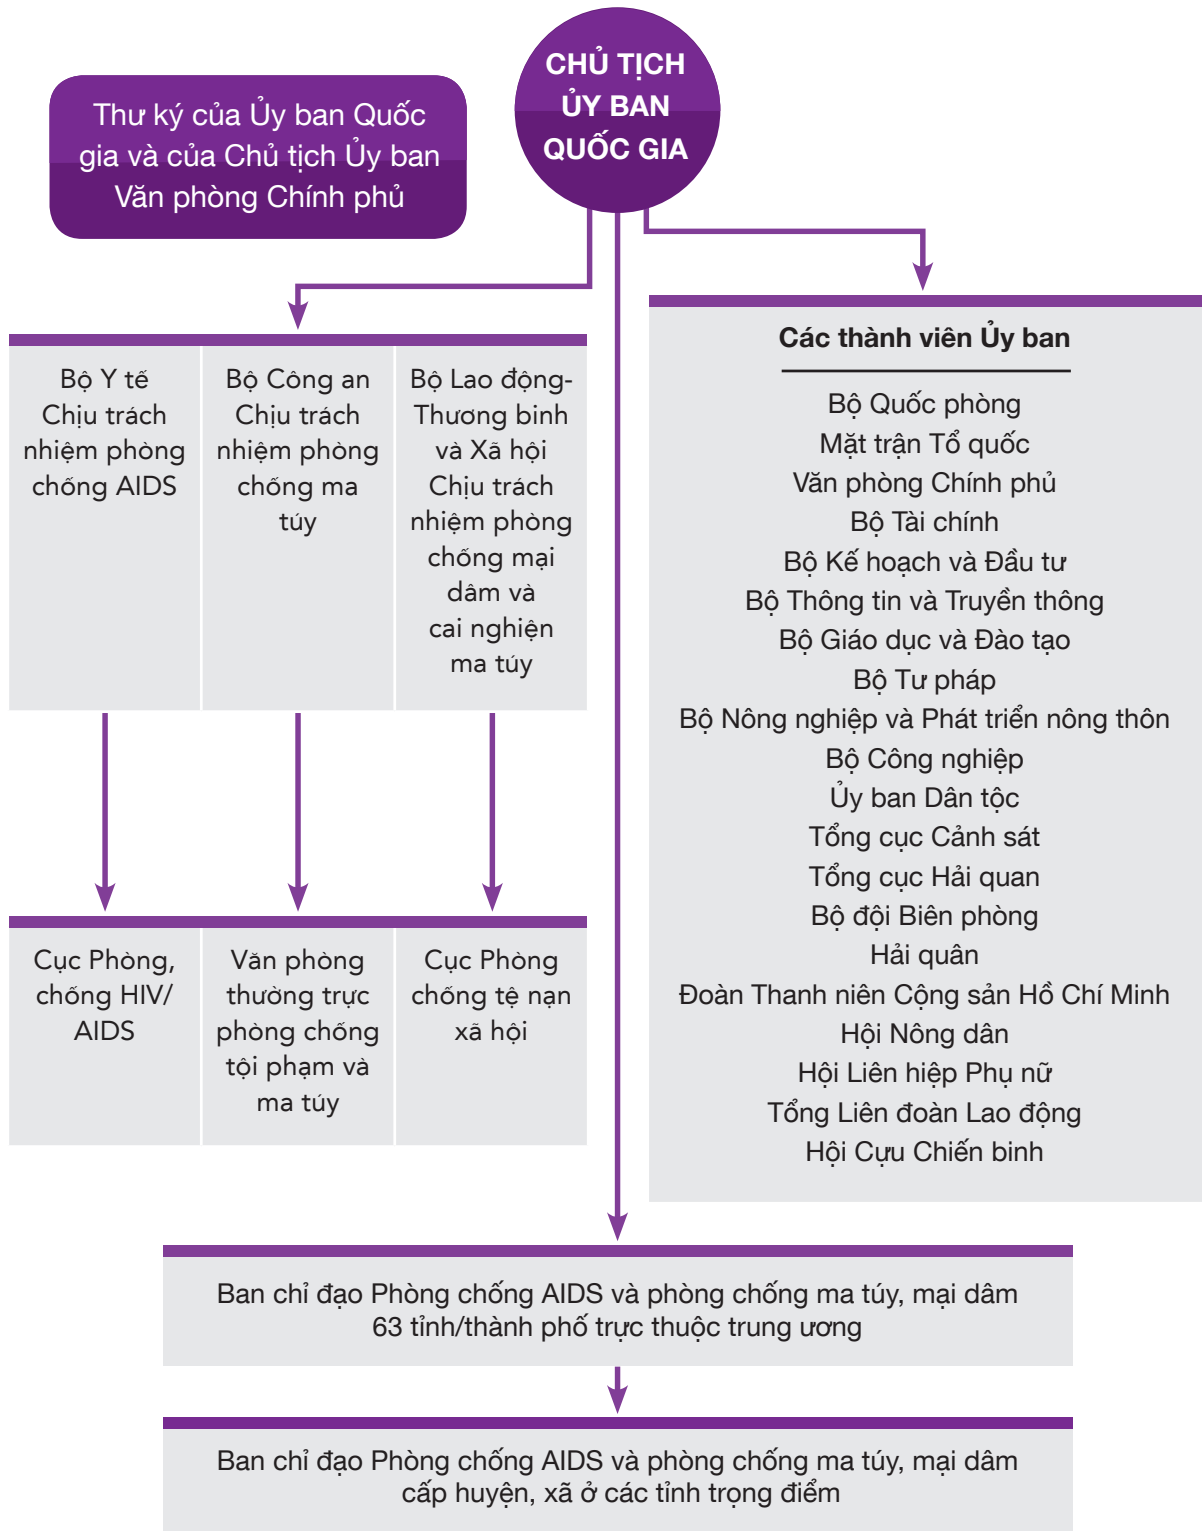 CHỦ TỊCH
ỦY BAN
QUỐC GIA
Thư ký của Ủy ban Quốc
gia và của Chủ tịch Ủy ban
Văn phòng Chính phủ
Bộ Y tế
Chịu trách
nhiệm phòng
chống AIDS
Bộ Công an
Chịu trách
nhiệm phòng
chống ma
túy
Bộ Lao động-
Thương binh
và Xã hội
Chịu trách
nhiệm phòng
chống mại
dâm và
cai nghiện
ma túy
Các thành viên Ủy ban
Bộ Quốc phòng
Mặt trận Tổ quốc
Văn phòng Chính phủ
Bộ Tài chính
Bộ Kế hoạch và Đầu tư
Bộ Thông tin và Truyền thông
Bộ Giáo dục và Đào tạo
Bộ Tư pháp
Bộ Nông nghiệp và Phát triển nông thôn
Bộ Công nghiệp
Ủy ban Dân tộc
Tổng cục Cảnh sát
Tổng cục Hải quan
Bộ đội Biên phòng
Hải quân
Đoàn Thanh niên Cộng sản Hồ Chí Minh
Hội Nông dân
Hội Liên hiệp Phụ nữ
Tổng Liên đoàn Lao động
Hội Cựu Chiến binh
Cục Phòng,
chống HIV/
AIDS
Văn phòng
thường trực
phòng chống
tội phạm và
ma túy
Cục Phòng
chống tệ nạn
xã hội
Ban chỉ đạo Phòng chống AIDS và phòng chống ma túy, mại dâm
63 tỉnh/thành phố trực thuộc trung ương
Ban chỉ đạo Phòng chống AIDS và phòng chống ma túy, mại dâm
cấp huyện, xã ở các tỉnh trọng điểm